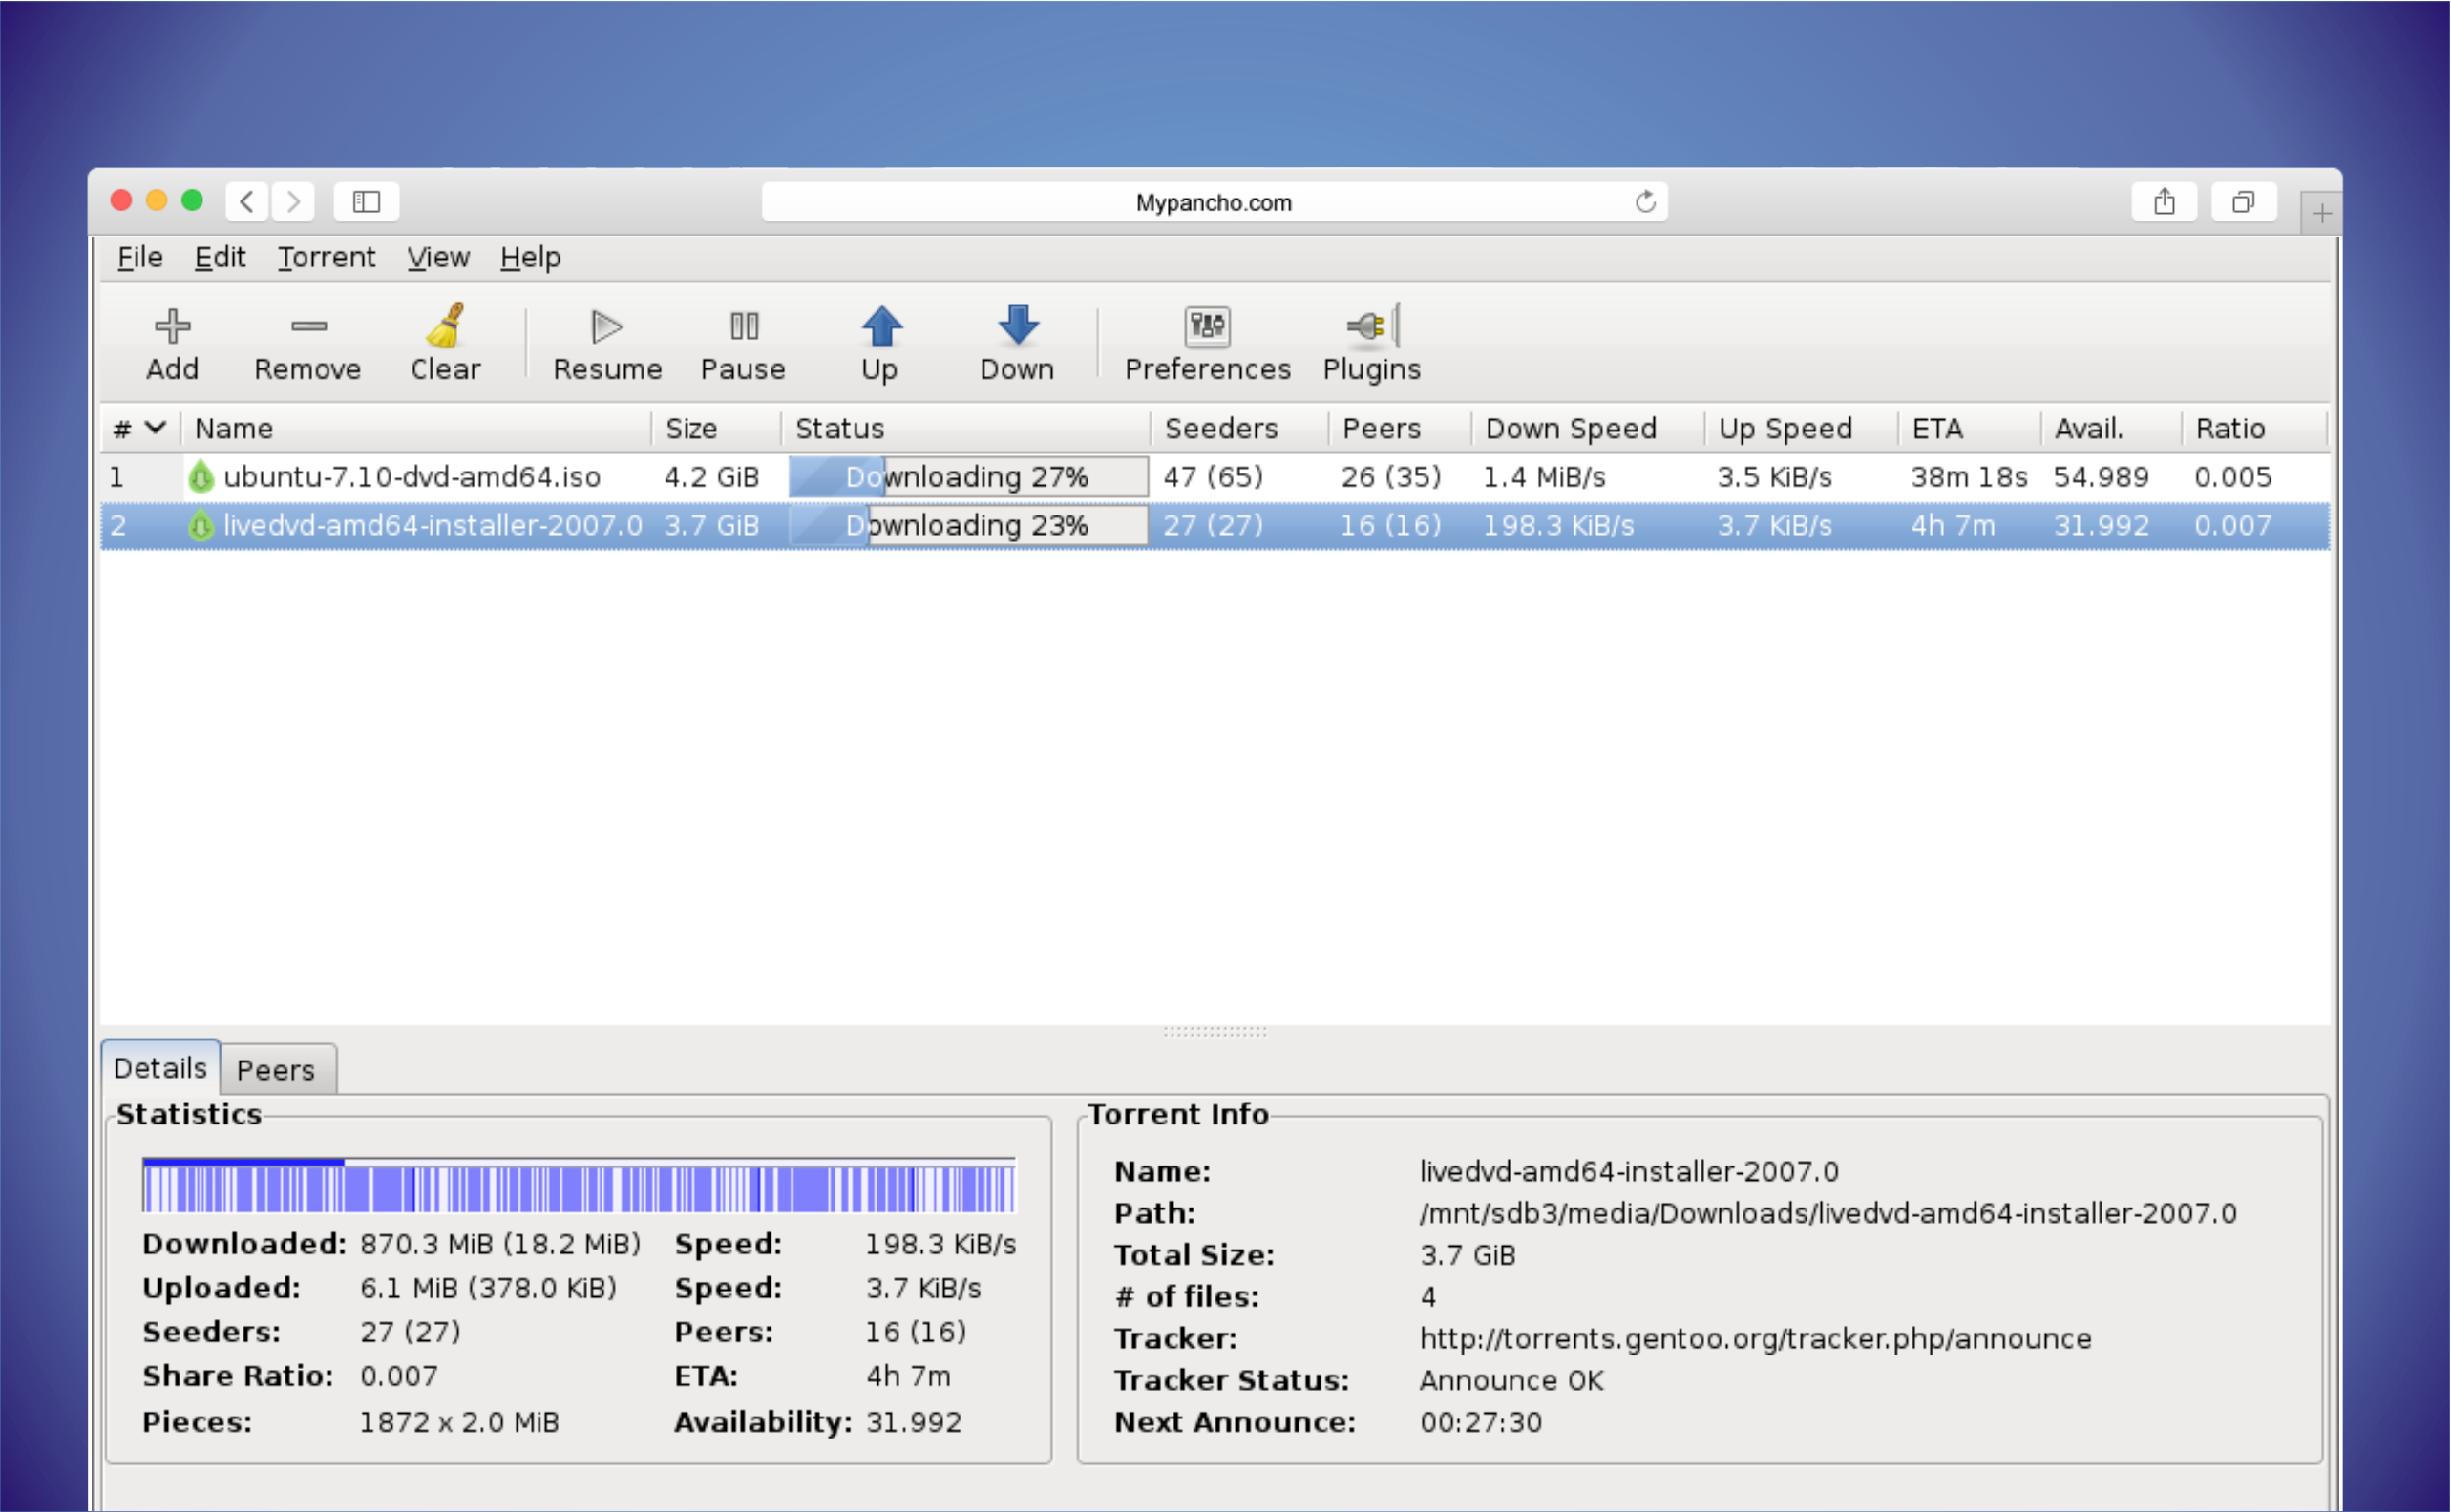 Mypancho.com
File Edit Torrent View Help
Add Remove Clear Resume Pause Up Down Preferences Plugins
# Name Size Status Seeders Peers Down Speed Up Speed ETA Avail. Ratio
1 ubuntu-7.10-dvd-amd64.iso 4.2 GiB Downloading 27% 47 (65) 26 (35) 1.4 MiB/s 3.5 KiB/s 38m 18s 54.989 0.005
2 livedvd-amd64-installer-2007.0 3.7 GiB Downloading 23% 27 (27) 16 (16) 198.3 KiB/s 3.7 KiB/s 4h 7m 31.992 0.007
Details Peers
Statistics
Downloaded: 870.3 MiB (18.2 MiB) Speed: 198.3 KiB/s
Uploaded: 6.1 MiB (378.0 KiB) Speed: 3.7 KiB/s
Seeders: 27 (27) Peers: 16 (16)
Share Ratio: 0.007 ETA: 4h 7m
Pieces: 1872 x 2.0 MiB Availability: 31.992
Torrent Info
Name: livedvd-amd64-installer-2007.0
Path: /mnt/sdb3/media/Downloads/livedvd-amd64-installer-2007.0
Total Size: 3.7 GiB
# of files: 4
Tracker: http://torrents.gentoo.org/tracker.php/announce
Tracker Status: Announce OK
Next Announce: 00:27:30